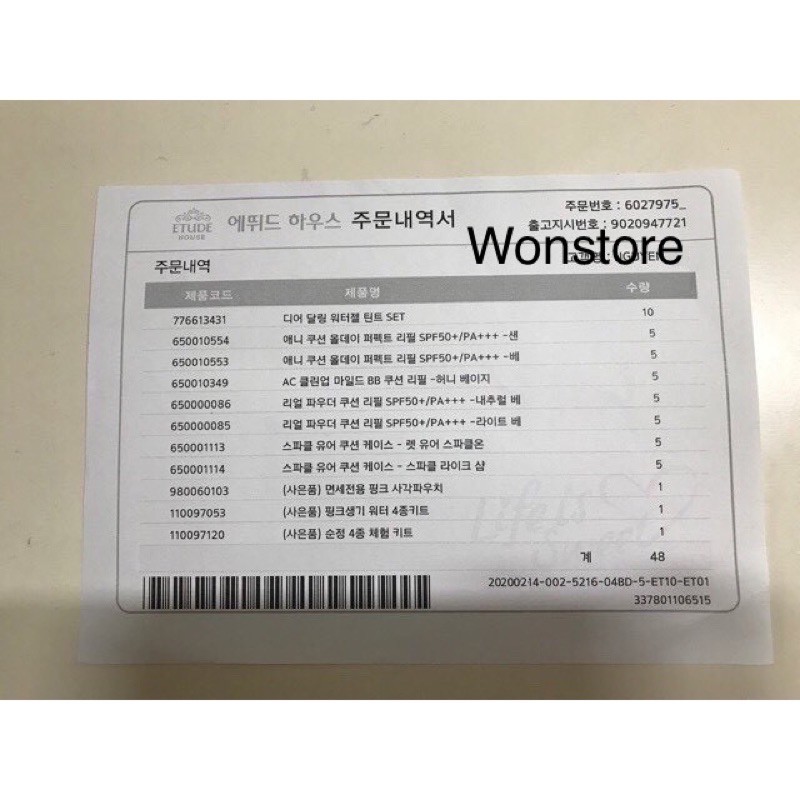 ETUDE
HOUSE
에뛰드 하우스 주문내역서
주문번호 : 6027975_
출고지시번호 : 9020947721
Wonstore
주문내역
제품코드 제품명 수량
776613431 디어 달링 워터젤 틴트 SET 10
650010554 애니 쿠션 올데이 퍼펙트 리필 SPF50+/PA+++ -샌 5
650010553 애니 쿠션 올데이 퍼펙트 리필 SPF50+/PA+++ -베 5
650010349 AC 클린업 마일드 BB 쿠션 리필 -허니 베이지 5
650000086 리얼 파우더 쿠션 리필 SPF50+/PA+++ -내추럴 베 5
650000085 리얼 파우더 쿠션 리필 SPF50+/PA+++ -라이트 베 5
650001113 스파클 유어 쿠션 케이스 - 렛 유어 스파클온 5
650001114 스파클 유어 쿠션 케이스 - 스파클 라이크 샵 5
980060103 (사은품) 면세전용 핑크 사각파우치 1
110097053 (사은품) 핑크생기 워터 4종키트 1
110097120 (사은품) 순정 4종 체험 키트 1
Life is
Sweet
계 48
20200214-002-5216-04BD-5-ET10-ET01
337801106515